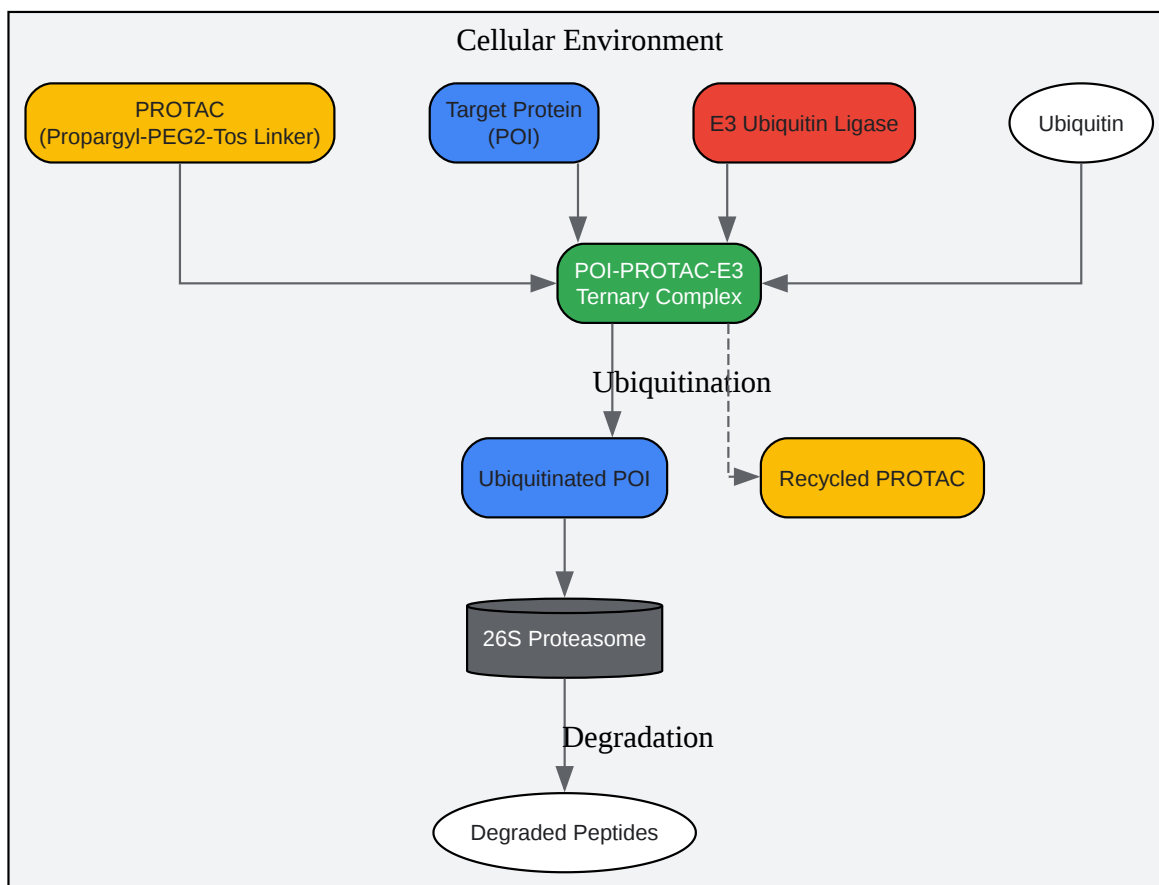 Cellular Environment
PROTAC
(Propargyl-PEG2-Tos Linker)
Target Protein
(POI)
E3 Ubiquitin Ligase
Ubiquitin
POI-PROTAC-E3
Ternary Complex
Ubiquitination
Ubiquitinated POI
Recycled PROTAC
26S Proteasome
Degradation
Degraded Peptides